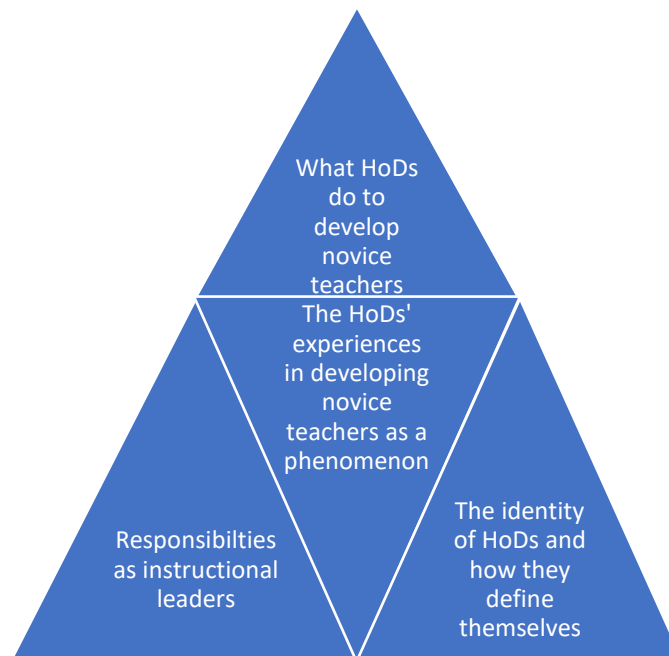 What HoDs
do to
develop
novice
teachers
The HoDs'
experiences
in developing
novice
teachers as a
phenomenon
Responsibilties
as instructional
leaders
The identity
of HoDs and
how they
define
themselves